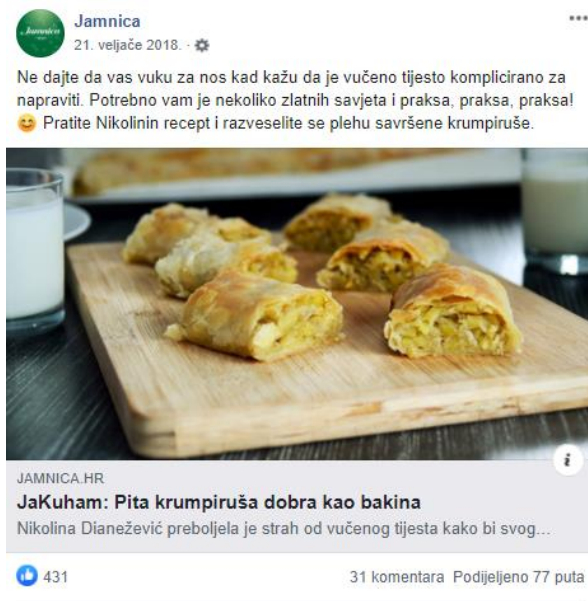 Jamnica
Jamnica
21. veljače 2018. ·
Ne dajte da vas vuku za nos kad kažu da je vučeno tijesto komplicirano za
napraviti. Potrebno vam je nekoliko zlatnih savjeta i praksa, praksa, praksa!
😊 Pratite Nikolinin recept i razveselite se plehu savršene krumpiruše.
JAMNICA.HR
JaKuham: Pita krumpiruša dobra kao bakina
Nikolina Dianežević preboljela je strah od vučenog tijesta kako bi svog...
431
31 komentara Podijeljeno 77 puta